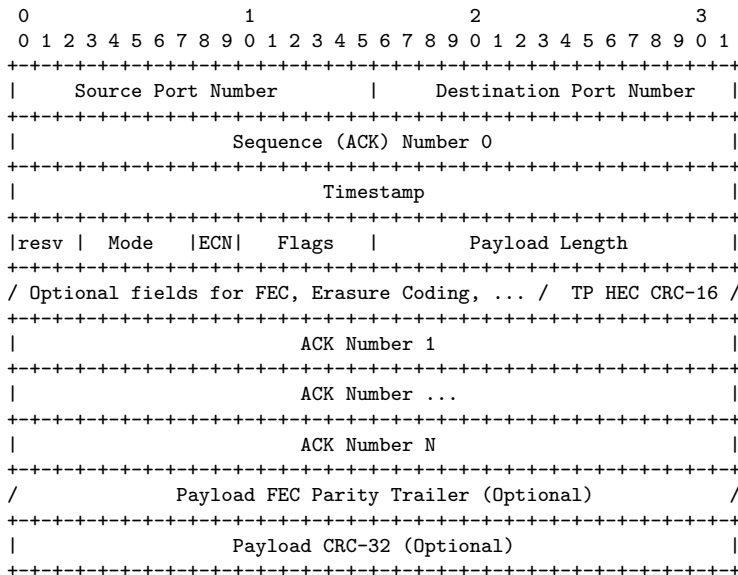 0                   1                   2                   3
 0 1 2 3 4 5 6 7 8 9 0 1 2 3 4 5 6 7 8 9 0 1 2 3 4 5 6 7 8 9 0 1
+-+-+-+-+-+-+-+-+-+-+-+-+-+-+-+-+-+-+-+-+-+-+-+-+-+-+-+-+-+-+-+-+
|     Source Port Number        |     Destination Port Number   |
+-+-+-+-+-+-+-+-+-+-+-+-+-+-+-+-+-+-+-+-+-+-+-+-+-+-+-+-+-+-+-+-+
|                   Sequence (ACK) Number 0                     |
+-+-+-+-+-+-+-+-+-+-+-+-+-+-+-+-+-+-+-+-+-+-+-+-+-+-+-+-+-+-+-+-+
|                           Timestamp                           |
+-+-+-+-+-+-+-+-+-+-+-+-+-+-+-+-+-+-+-+-+-+-+-+-+-+-+-+-+-+-+-+-+
|resv |  Mode   |ECN|   Flags   |        Payload Length         |
+-+-+-+-+-+-+-+-+-+-+-+-+-+-+-+-+-+-+-+-+-+-+-+-+-+-+-+-+-+-+-+-+
/ Optional fields for FEC, Erasure Coding, ... /  TP HEC CRC-16 /
+-+-+-+-+-+-+-+-+-+-+-+-+-+-+-+-+-+-+-+-+-+-+-+-+-+-+-+-+-+-+-+-+
|                         ACK Number 1                          |
+-+-+-+-+-+-+-+-+-+-+-+-+-+-+-+-+-+-+-+-+-+-+-+-+-+-+-+-+-+-+-+-+
|                         ACK Number ...                        |
+-+-+-+-+-+-+-+-+-+-+-+-+-+-+-+-+-+-+-+-+-+-+-+-+-+-+-+-+-+-+-+-+
|                         ACK Number N                          |
+-+-+-+-+-+-+-+-+-+-+-+-+-+-+-+-+-+-+-+-+-+-+-+-+-+-+-+-+-+-+-+-+
/              Payload FEC Parity Trailer (Optional)            /
+-+-+-+-+-+-+-+-+-+-+-+-+-+-+-+-+-+-+-+-+-+-+-+-+-+-+-+-+-+-+-+-+
|                   Payload CRC-32 (Optional)                   |
+-+-+-+-+-+-+-+-+-+-+-+-+-+-+-+-+-+-+-+-+-+-+-+-+-+-+-+-+-+-+-+-+